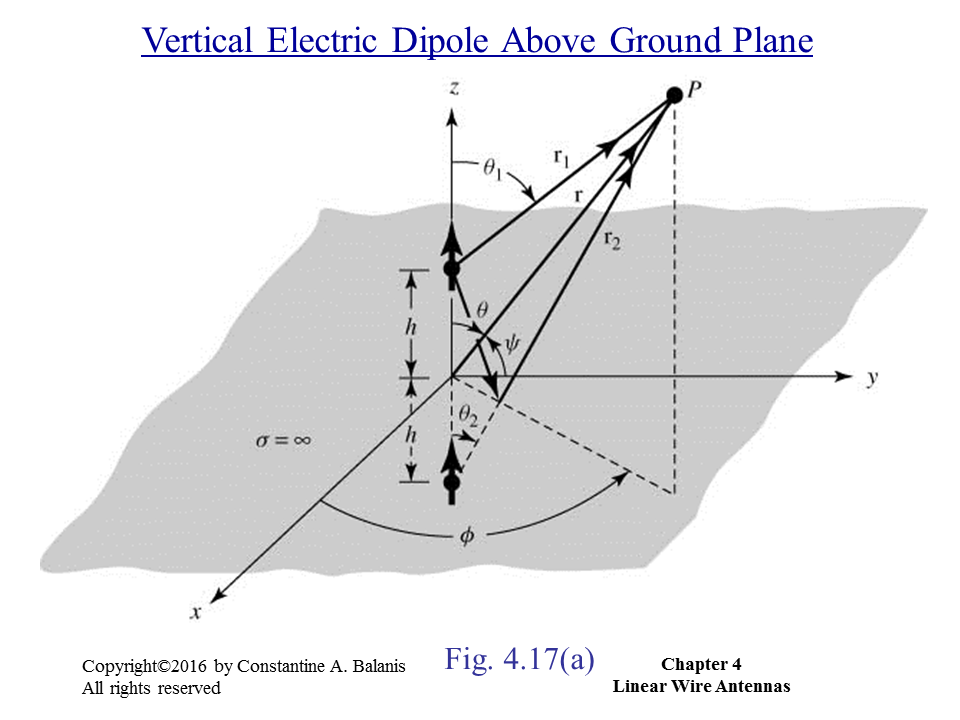 Vertical Electric Dipole Above Ground Plane
z
P
θ1
r1
r
r2
h
θ
ψ
y
θ2
σ = ∞
h
ϕ
x
Fig. 4.17(a)
Copyright©2016 by Constantine A. Balanis
All rights reserved
Chapter 4
Linear Wire Antennas